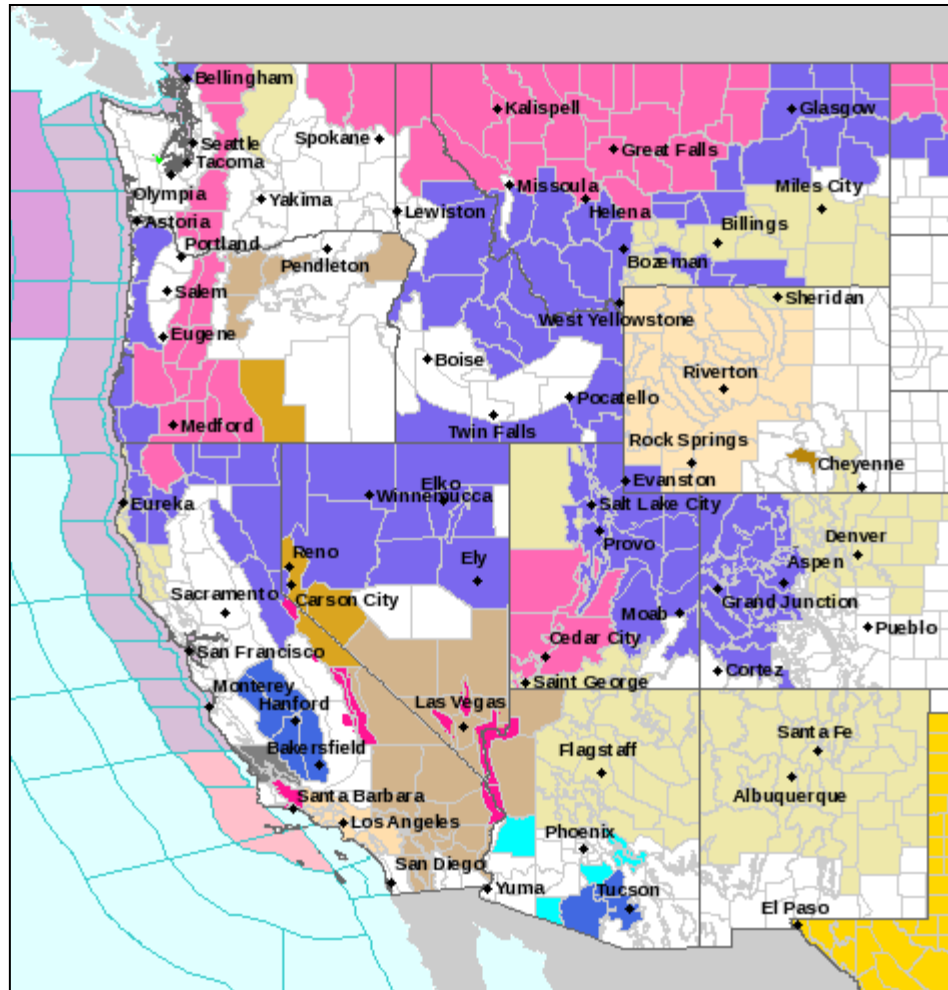 Bellingham
Kalispell
Glasgow
Seattle
Spokane
Great Falls
Tacoma
Olympia
Missoula
Miles City
Yakima
Helena
Astoria
Lewiston
Billings
Portland
Pendleton
Bozeman
Salem
Sheridan
West Yellowstone
Eugene
Boise
Riverton
Pocatello
Medford
Twin Falls
Rock Springs
Cheyenne
Elko
Evanston
Eureka
Winnemucca
Salt Lake City
Reno
Provo
Denver
Ely
Aspen
Sacramento
Carson City
Moab
Grand Junction
Pueblo
San Francisco
Cedar City
Cortez
Monterey
Saint George
Hanford
Las Vegas
Bakersfield
Flagstaff
Santa Fe
Santa Barbara
Albuquerque
Los Angeles
Phoenix
San Diego
Yuma
Tucson
El Paso